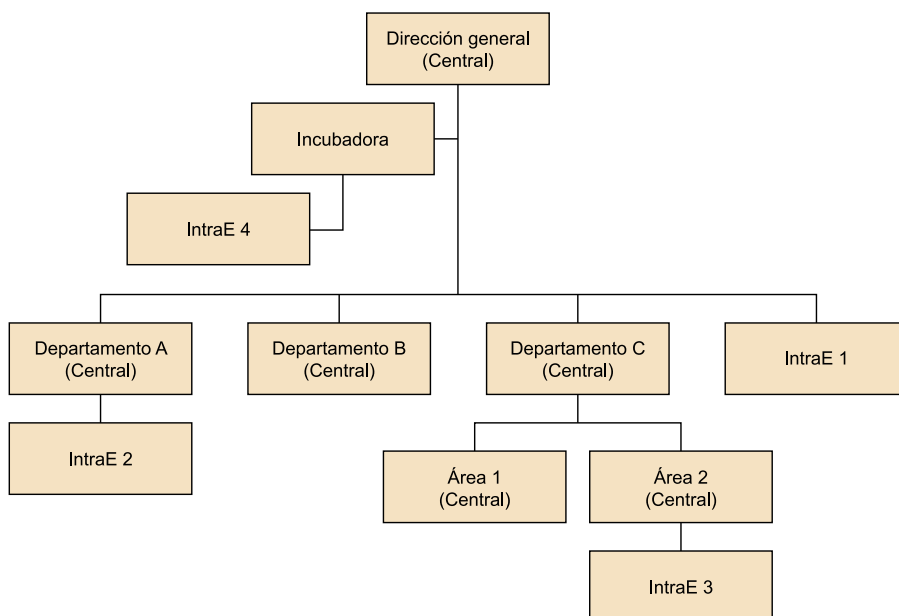 Dirección general
(Central)
Incubadora
IntraE 4
Departamento A
(Central)
Departamento B
(Central)
Departamento C
(Central)
IntraE 1
IntraE 2
Área 1
(Central)
Área 2
(Central)
IntraE 3